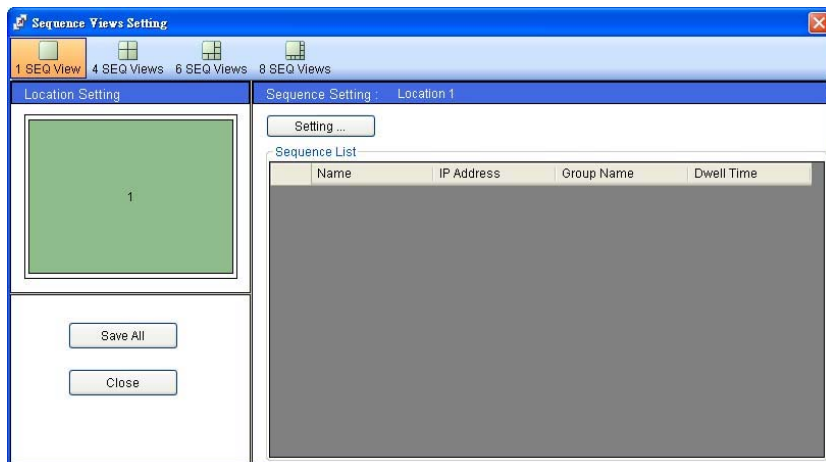 Sequence Views Setting
1 SEQ View 4 SEQ Views 6 SEQ Views 8 SEQ Views
Location Setting
Sequence Setting : Location 1
Setting ...
Sequence List
Name IP Address Group Name Dwell Time
1
Save All
Close